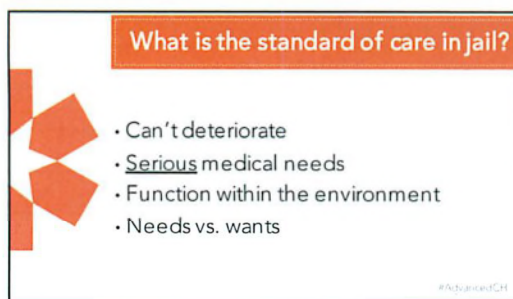 What is the standard of care in jail?
· Can't deteriorate
· Serious medical needs
· Function within the environment
· Needs vs. wants
#AdvancedCH